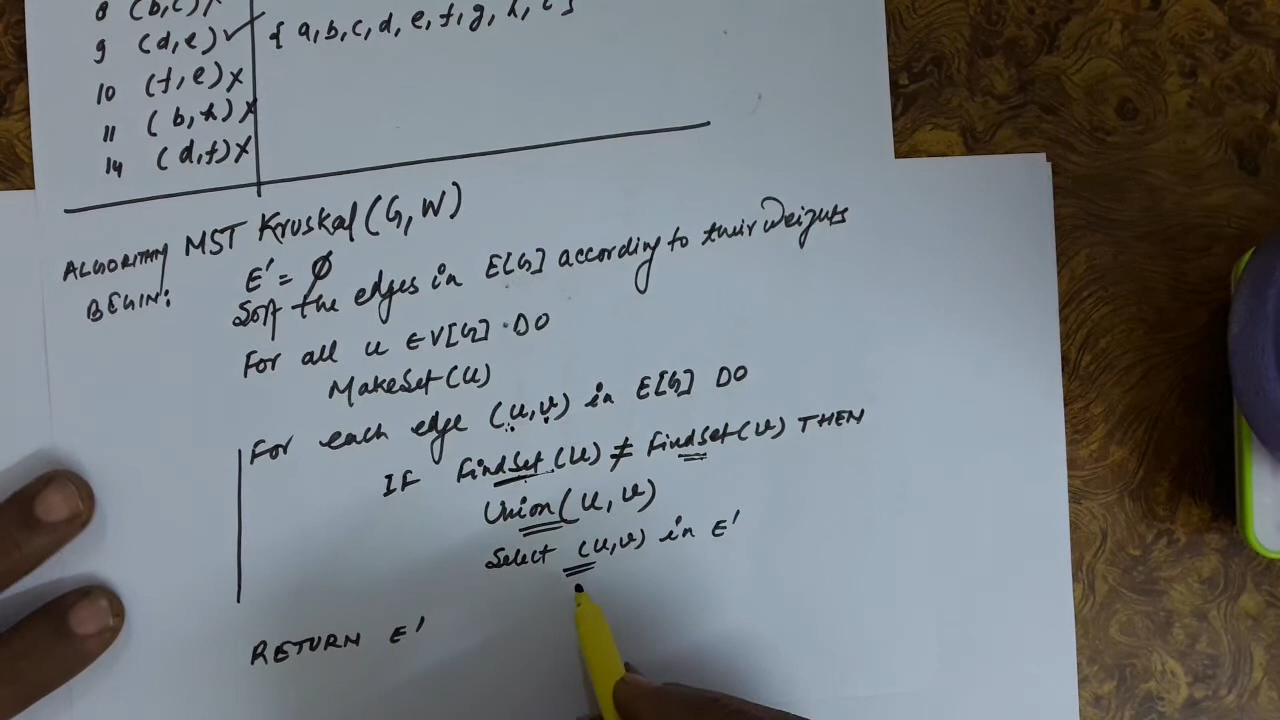 8 (b,c) x
9 (d,e) ✓ { a, b, c, d, e, f, g, h, i }
10 (f,e) x
11 (b,h) x
14 (d,f) x
ALGORITHM MST Kruskal (G, W)
BEGIN: E' = ∅
Sort the edges in E[G] according to their Weights
For all u ∈ V[G] DO
MakeSet (u)
For each edge (u,v) in E[G] DO
IF FindSet (u) ≠ FindSet (v) THEN
Union (u, v)
Select (u,v) in E'
RETURN E'